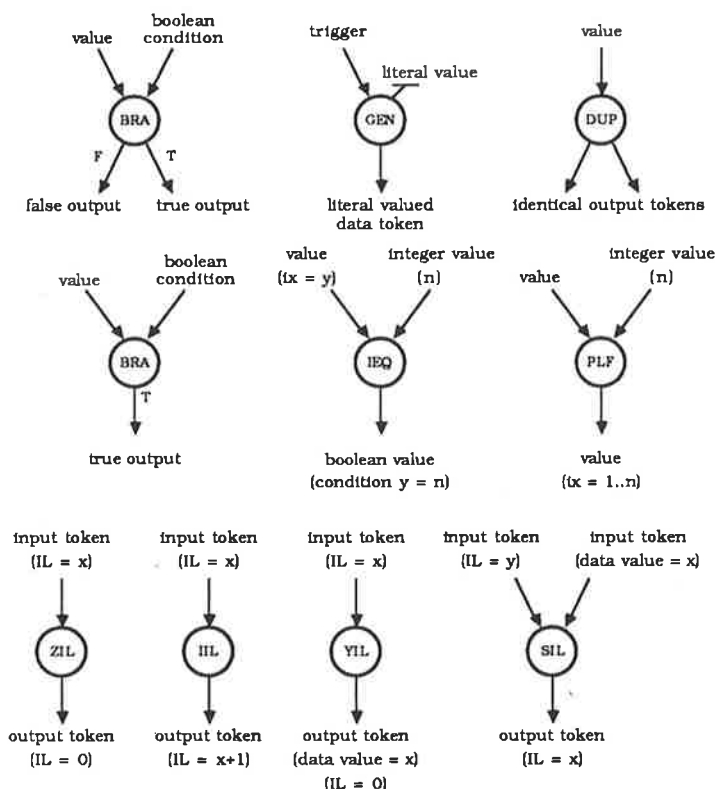 value
boolean
condition
trigger
literal value
value
BRA
GEN
DUP
F
T
false output
true output
literal valued
data token
identical output tokens
value
boolean
condition
value
(ix = y)
integer value
(n)
value
integer value
(n)
BRA
IEQ
PLF
T
true output
boolean value
(condition y = n)
value
(ix = 1..n)
input token
(IL = x)
input token
(IL = x)
input token
(IL = x)
input token
(IL = y)
input token
(data value = x)
ZIL
IIL
YIL
SIL
output token
(IL = 0)
output token
(IL = x+1)
output token
(data value = x)
(IL = 0)
output token
(IL = x)